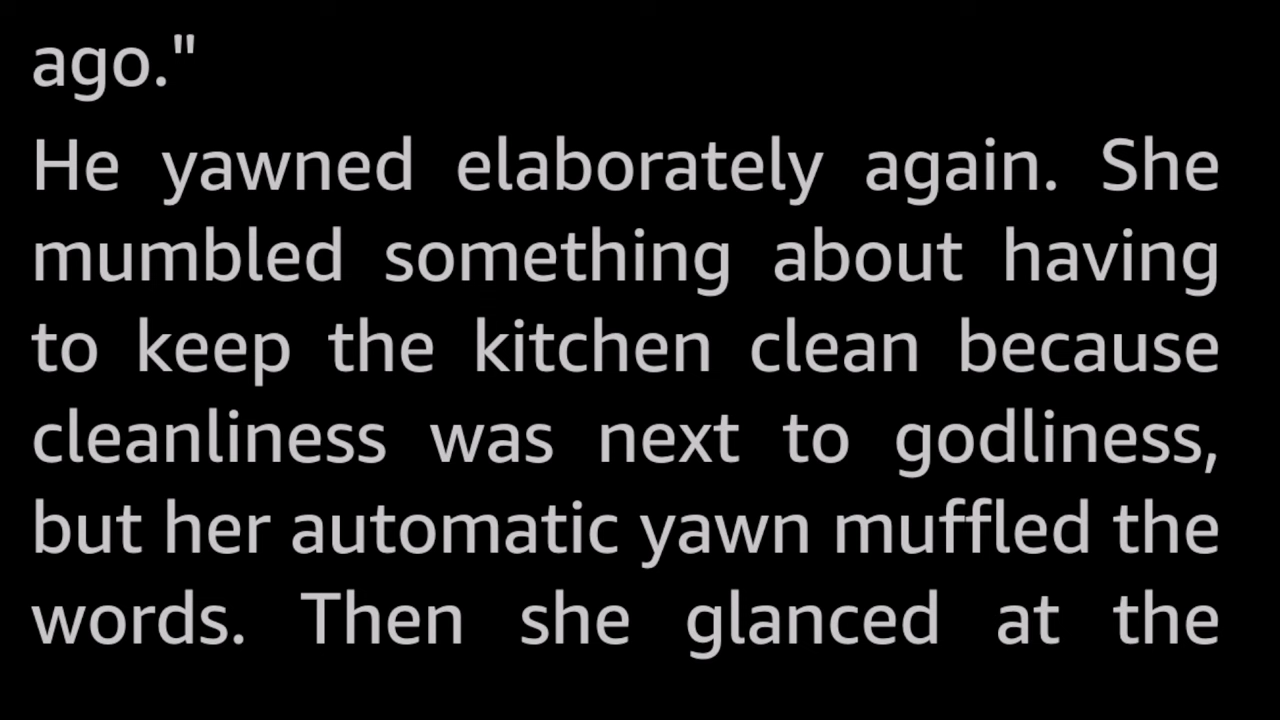 ago."
He yawned elaborately again. She
mumbled something about having
to keep the kitchen clean because
cleanliness was next to godliness,
but her automatic yawn muffled the
words. Then she glanced at the